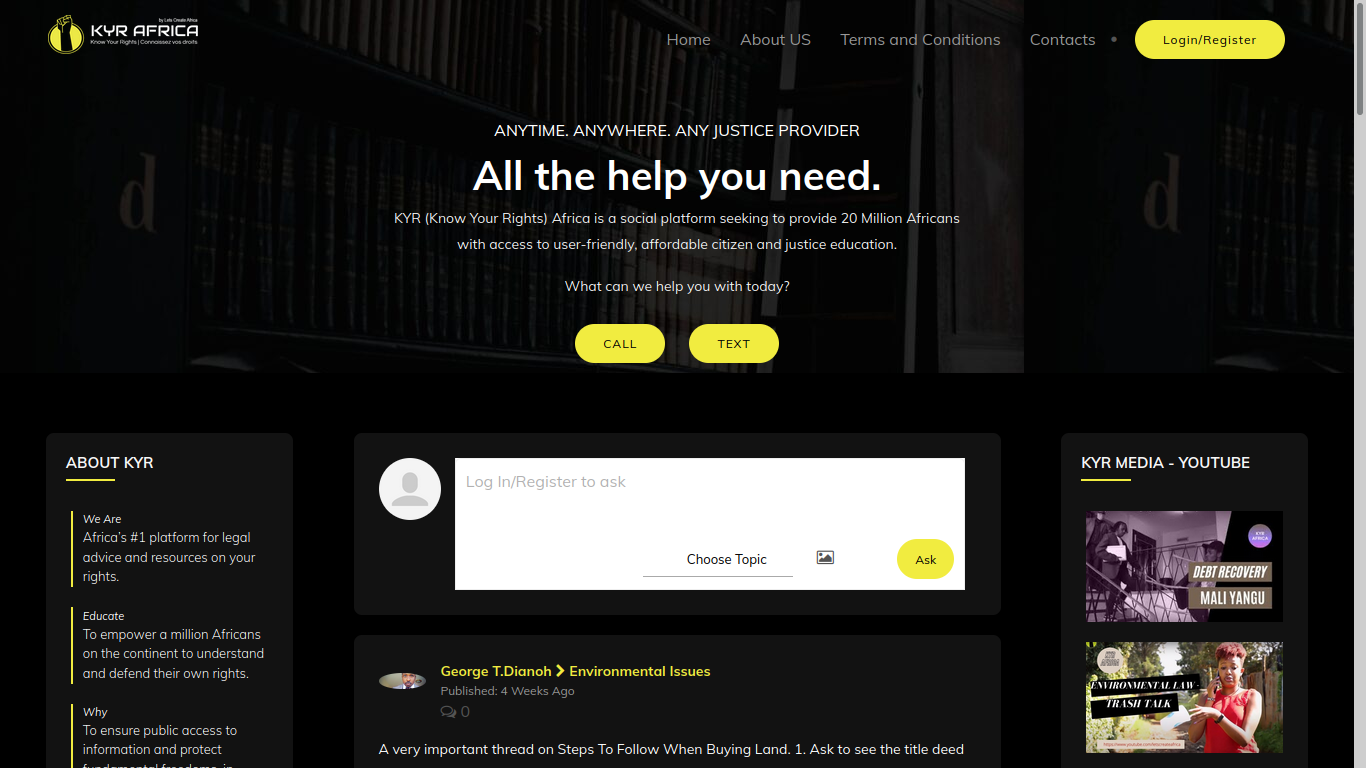 by Lets Create Africa
KYR AFRICA
Know Your Rights | Connaissez vos droits
Home
About US
Terms and Conditions
Contacts
Login/Register
d
d
ANYTIME. ANYWHERE. ANY JUSTICE PROVIDER
All the help you need.
KYR (Know Your Rights) Africa is a social platform seeking to provide 20 Million Africans
with access to user-friendly, affordable citizen and justice education.
What can we help you with today?
CALL
TEXT
ABOUT KYR
We Are
Africa's #1 platform for legal
advice and resources on your
rights.
Educate
To empower a million Africans
on the continent to understand
and defend their own rights.
Why
To ensure public access to
information and protect
fundamental freedoms, in
Log In/Register to ask
Choose Topic
Ask
George T.Dianoh
Environmental Issues
Published: 4 Weeks Ago
0
A very important thread on Steps To Follow When Buying Land. 1. Ask to see the title deed
KYR MEDIA - YOUTUBE
KYR
AFRICA
DEBT RECOVERY
MALI YANGU
ENVIRONMENTAL LAW -
TRASH TALK